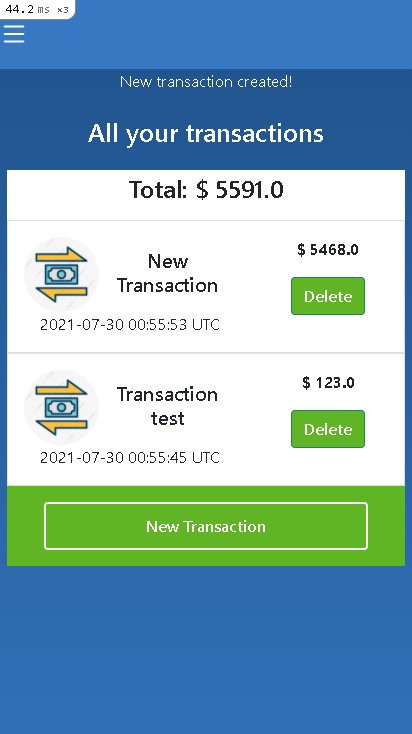 44.2 ms ×3
New transaction created!
All your transactions
Total: $ 5591.0
New
Transaction
$ 5468.0
Delete
2021-07-30 00:55:53 UTC
Transaction
test
$ 123.0
Delete
2021-07-30 00:55:45 UTC
New Transaction